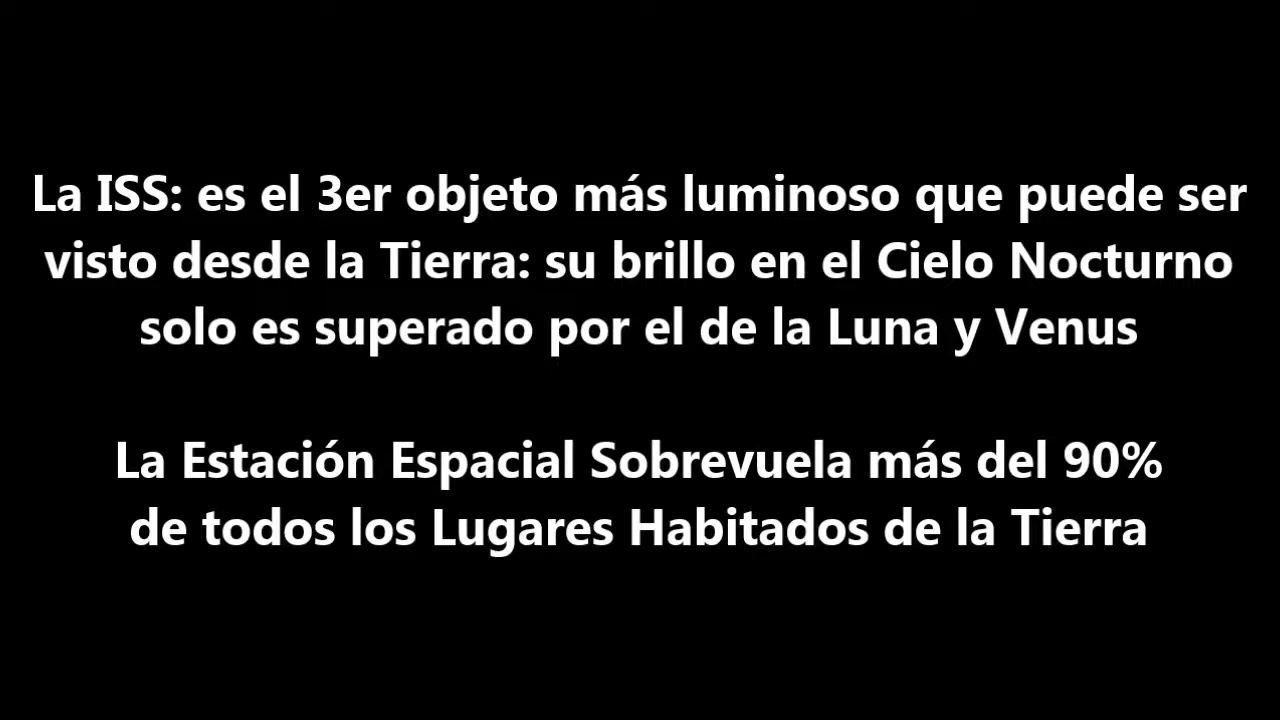 La ISS: es el 3er objeto más luminoso que puede ser
visto desde la Tierra: su brillo en el Cielo Nocturno
solo es superado por el de la Luna y Venus
La Estación Espacial Sobrevuela más del 90%
de todos los Lugares Habitados de la Tierra